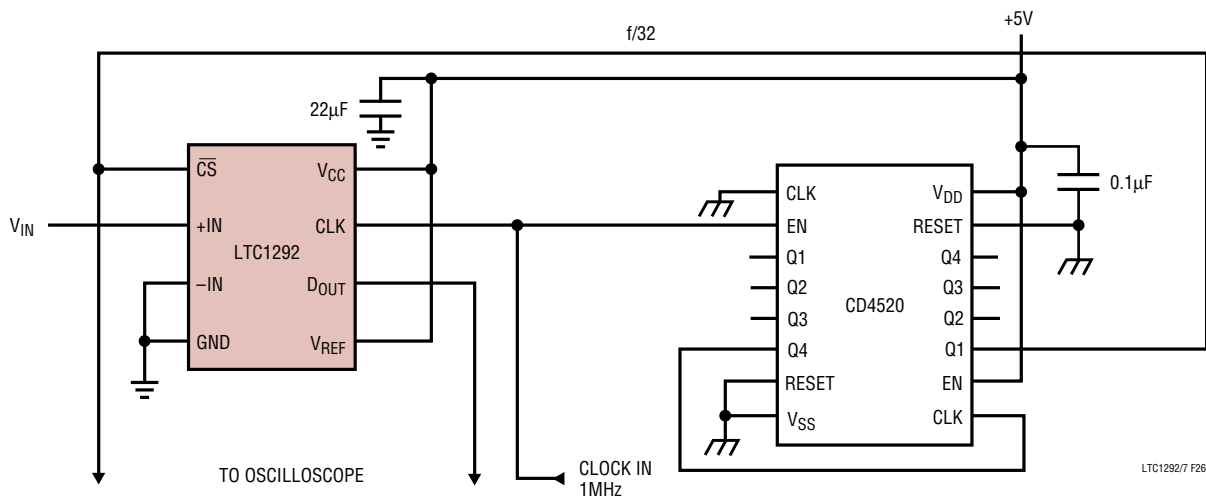 +5V
f/32
22µF
C̅S̅
VCC
VIN
+IN
CLK
LTC1292
–IN
DOUT
GND
VREF
CLK
VDD
0.1µF
EN
RESET
Q1
Q4
Q2
Q3
CD4520
Q3
Q2
Q4
Q1
RESET
EN
VSS
CLK
TO OSCILLOSCOPE
CLOCK IN
1MHz
LTC1292/7 F26